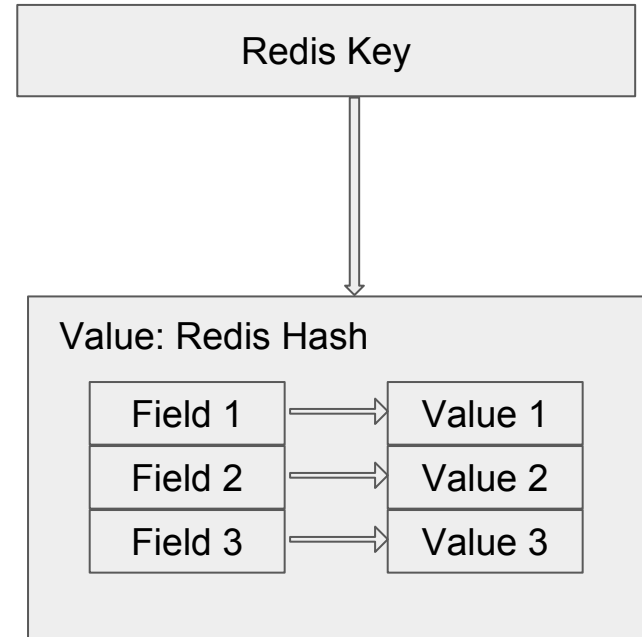 Redis Key
Value: Redis Hash
Field 1 Value 1
Field 2 Value 2
Field 3 Value 3